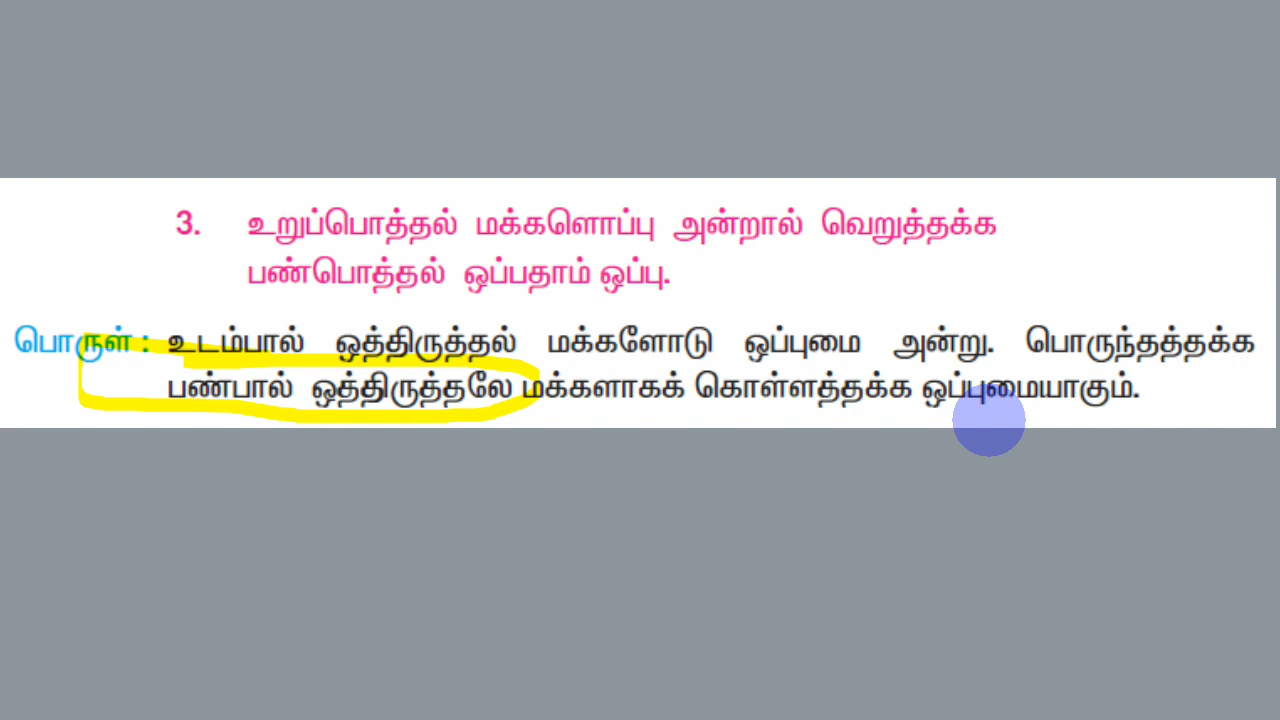 3. உறுப்பொத்தல் மக்களொப்பு அன்றால் வெறுத்தக்க
பண்பொத்தல் ஒப்பதாம் ஒப்பு.
பொருள் : உடம்பால் ஒத்திருத்தல் மக்களோடு ஒப்புமை அன்று. பொருந்தத்தக்க
பண்பால் ஒத்திருத்தலே மக்களாகக் கொள்ளத்தக்க ஒப்புமையாகும்.